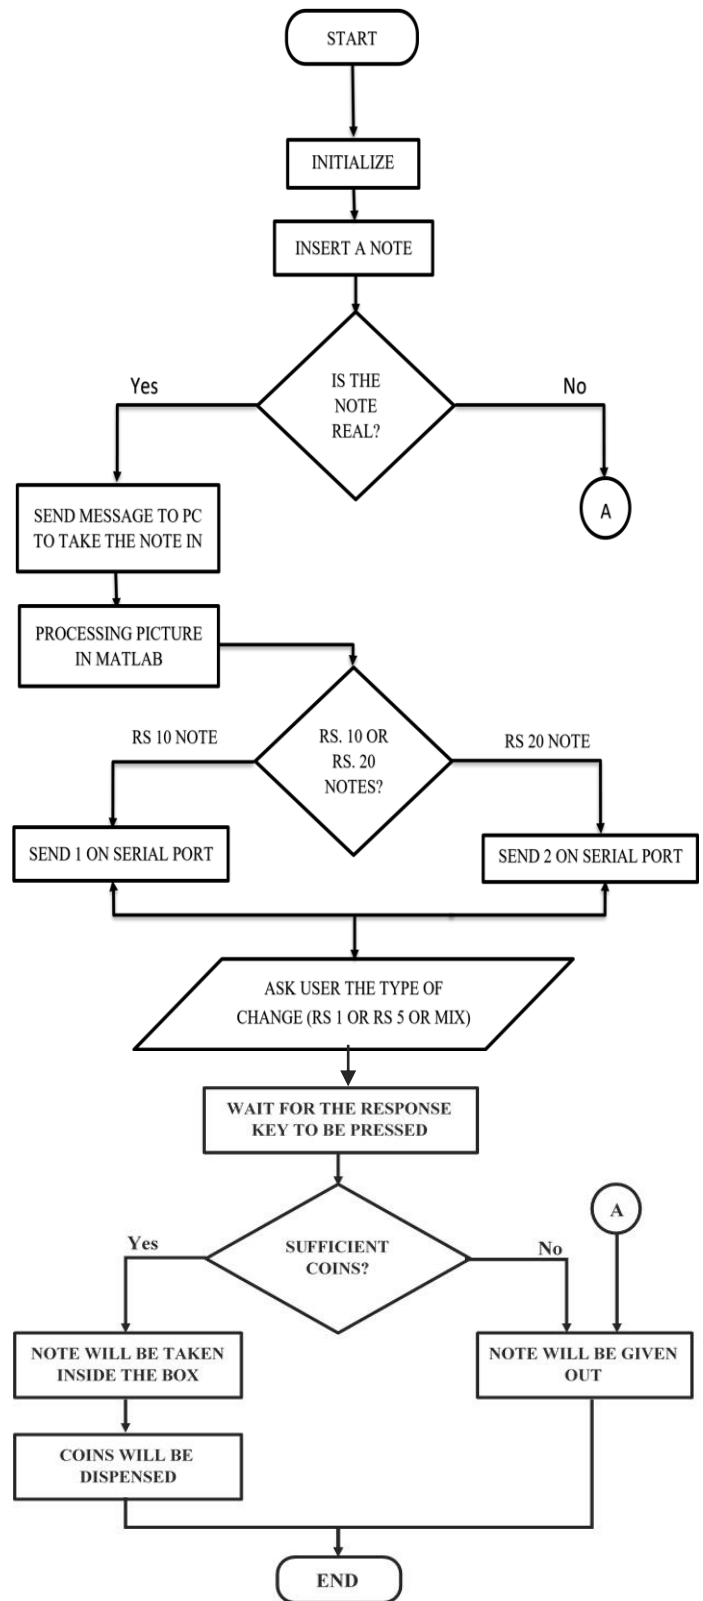 START
INITIALIZE
INSERT A NOTE
IS THE
NOTE
REAL?
Yes
No
SEND MESSAGE TO PC
TO TAKE THE NOTE IN
A
PROCESSING PICTURE
IN MATLAB
RS. 10 OR
RS. 20
NOTES?
RS 10 NOTE
RS 20 NOTE
SEND 1 ON SERIAL PORT
SEND 2 ON SERIAL PORT
ASK USER THE TYPE OF
CHANGE (RS 1 OR RS 5 OR MIX)
WAIT FOR THE RESPONSE
KEY TO BE PRESSED
SUFFICIENT
COINS?
Yes
No
A
NOTE WILL BE TAKEN
INSIDE THE BOX
NOTE WILL BE GIVEN
OUT
COINS WILL BE
DISPENSED
END